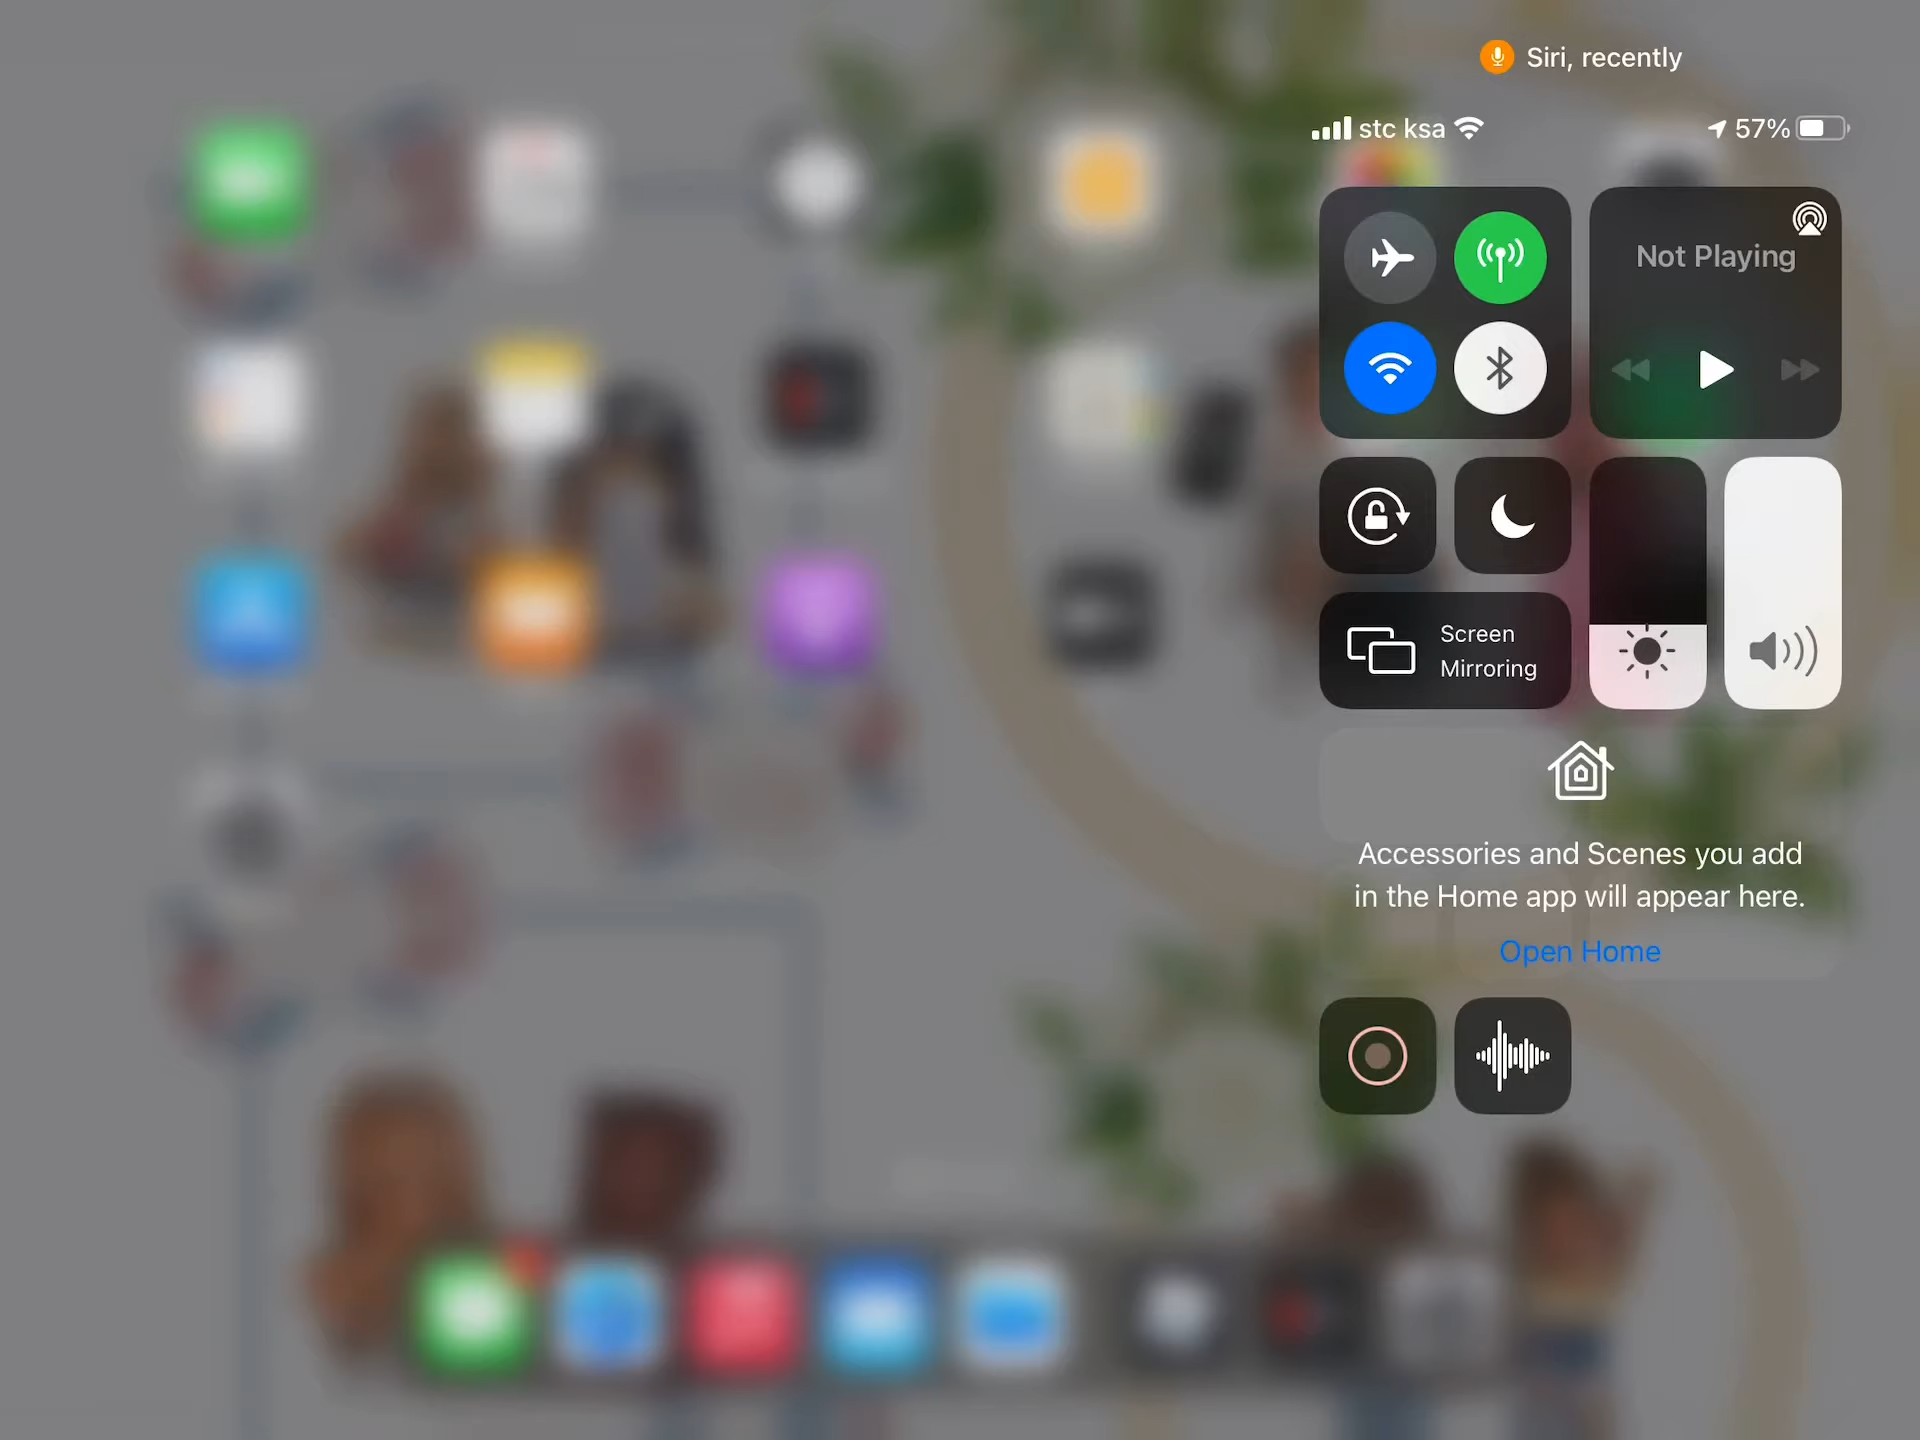 Siri, recently
stc ksa
57%
Not Playing
Screen
Mirroring
Accessories and Scenes you add
in the Home app will appear here.
Open Home